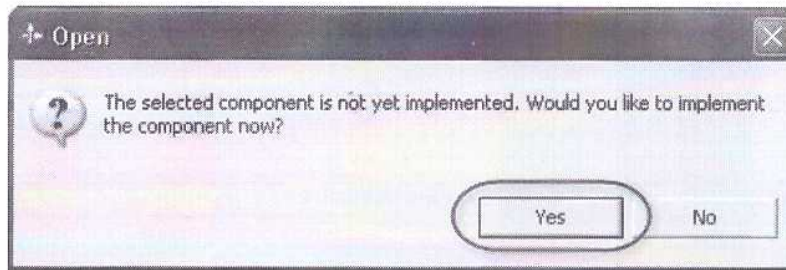 Open
The selected component is not yet implemented. Would you like to implement
the component now?
Yes
No